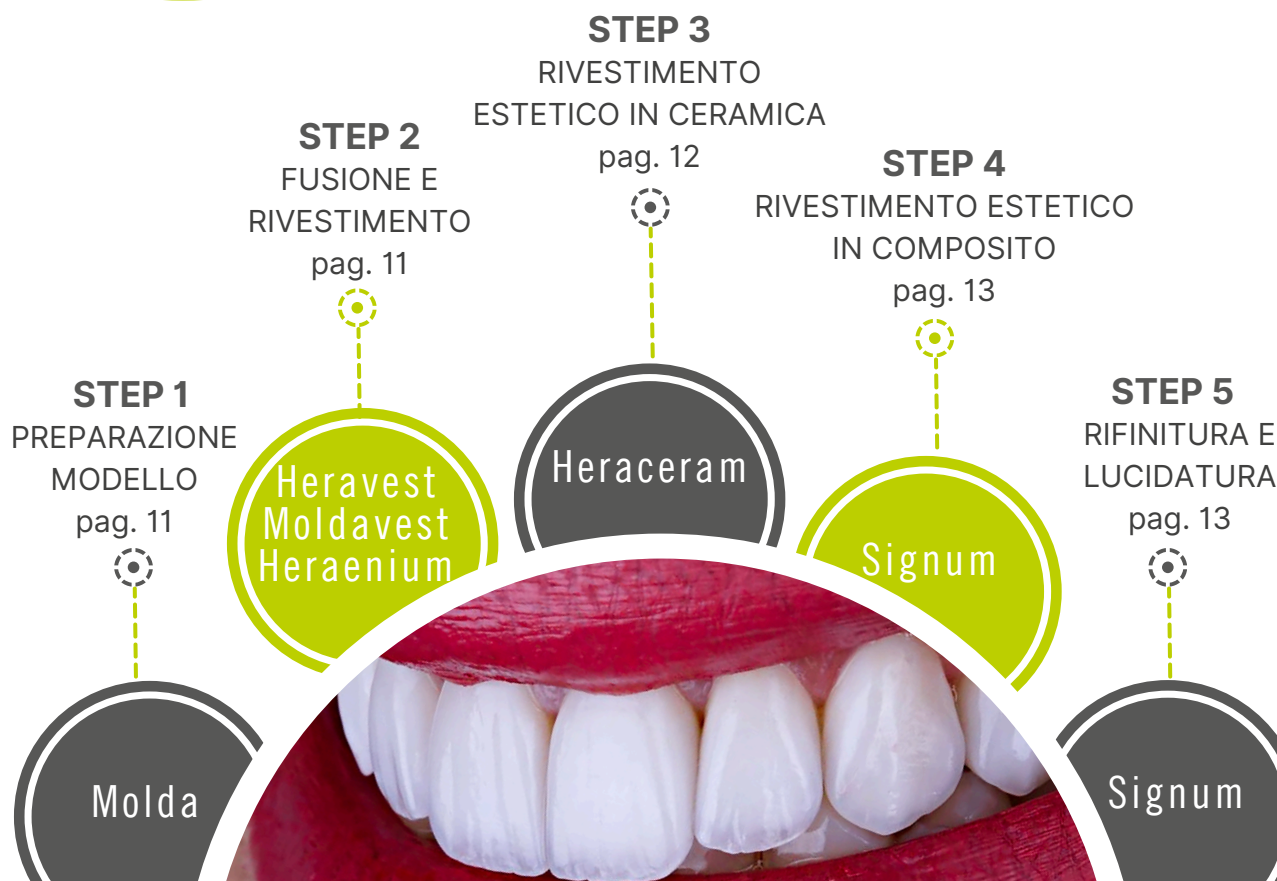 STEP 1
PREPARAZIONE
MODELLO
pag. 11
Molda
STEP 2
FUSIONE E
RIVESTIMENTO
pag. 11
Heravest
Moldavest
Heraenium
STEP 3
RIVESTIMENTO
ESTETICO IN CERAMICA
pag. 12
Heraceram
STEP 4
RIVESTIMENTO ESTETICO
IN COMPOSITO
pag. 13
Signum
STEP 5
RIFINITURA E
LUCIDATURA
pag. 13
Signum